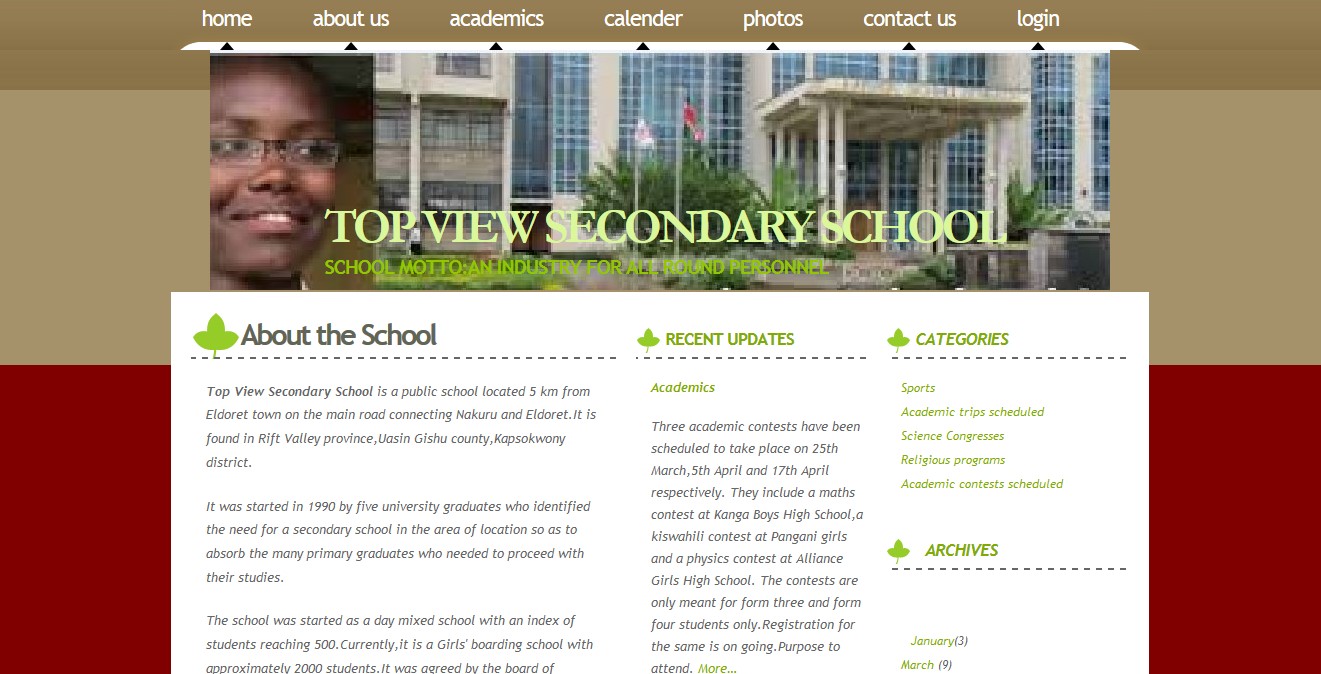 home about us academics calender photos contact us login
TOP VIEW SECONDARY SCHOOL
SCHOOL MOTTO:AN INDUSTRY FOR ALL ROUND PERSONNEL
About the School
Top View Secondary School is a public school located 5 km from
Eldoret town on the main road connecting Nakuru and Eldoret.It is
found in Rift Valley province,Uasin Gishu county,Kapsokwony
district.
It was started in 1990 by five university graduates who identified
the need for a secondary school in the area of location so as to
absorb the many primary graduates who needed to proceed with
their studies.
The school was started as a day mixed school with an index of
students reaching 500.Currently,it is a Girls' boarding school with
approximately 2000 students.It was agreed by the board of
RECENT UPDATES
Academics
Three academic contests have been
scheduled to take place on 25th
March,5th April and 17th April
respectively. They include a maths
contest at Kanga Boys High School,a
kiswahili contest at Pangani girls
and a physics contest at Alliance
Girls High School. The contests are
only meant for form three and form
four students only.Registration for
the same is on going.Purpose to
attend. More...
CATEGORIES
Sports
Academic trips scheduled
Science Congresses
Religious programs
Academic contests scheduled
ARCHIVES
January(3)
March (9)